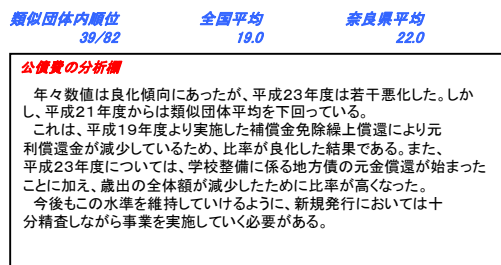 類似団体内順位 全国平均 奈良県平均
39/82 19.0 22.0
公債費の分析欄
年々数値は良化傾向にあったが、平成23年度は若干悪化した。しか
し、平成21年度からは類似団体平均を下回っている。
これは、平成19年度より実施した補償金免除繰上償還により元
利償還金が減少しているため、比率が良化した結果である。また、
平成23年度については、学校整備に係る地方債の元金償還が始まった
ことに加え、歳出の全体額が減少したために比率が高くなった。
今後もこの水準を維持していけるように、新規発行においては十
分精査しながら事業を実施していく必要がある。